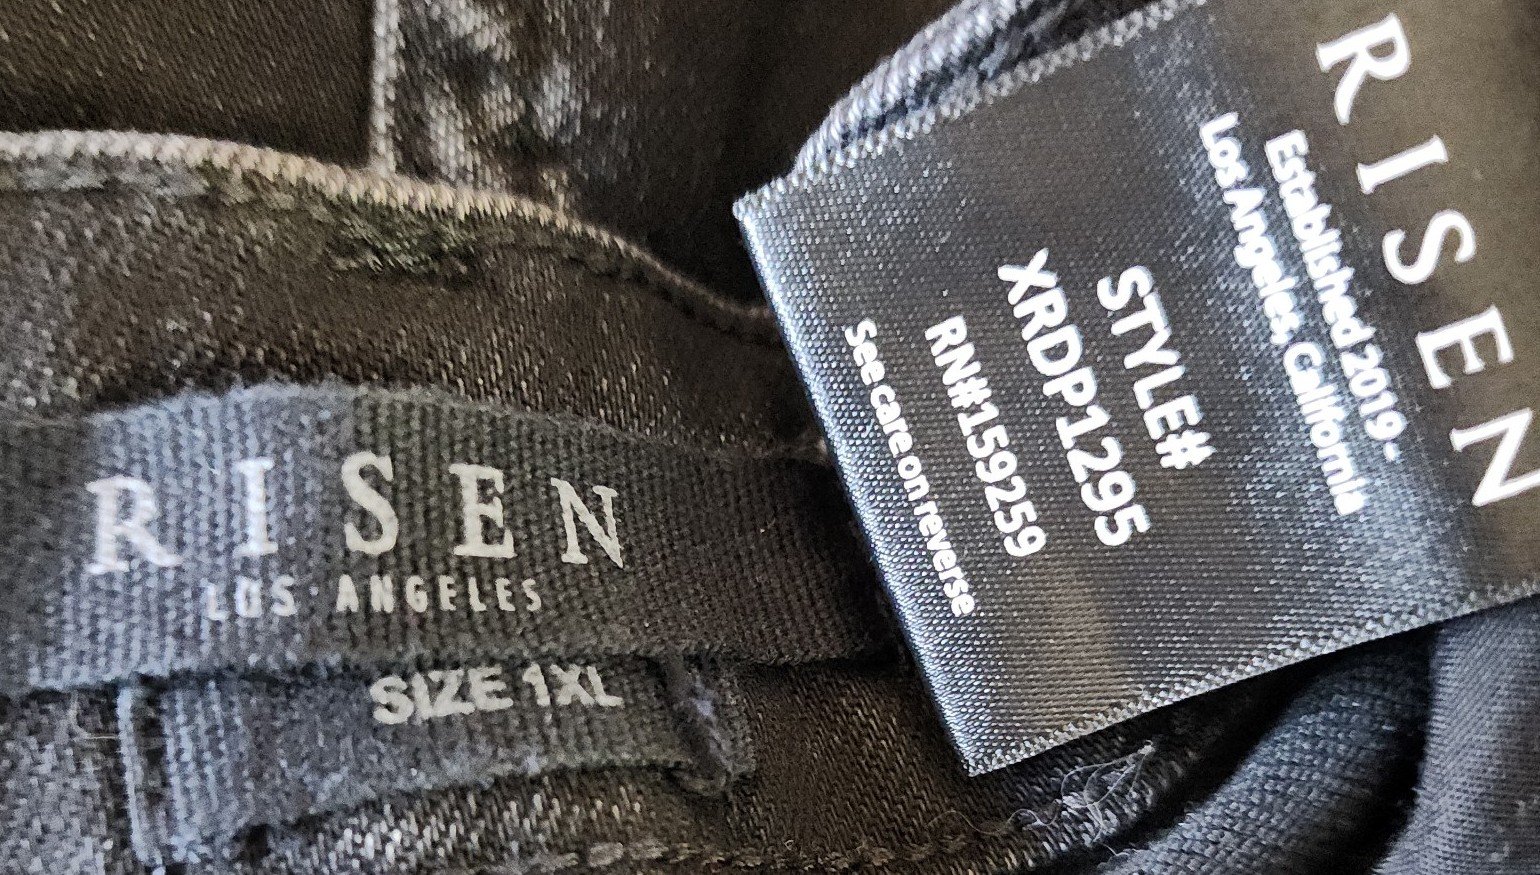 RISEN
LOS ANGELES
SIZE 1XL
RISEN
Established 2019-
Los Angeles, California
STYLE#
XRDP1295
RN#159259
See care on reverse